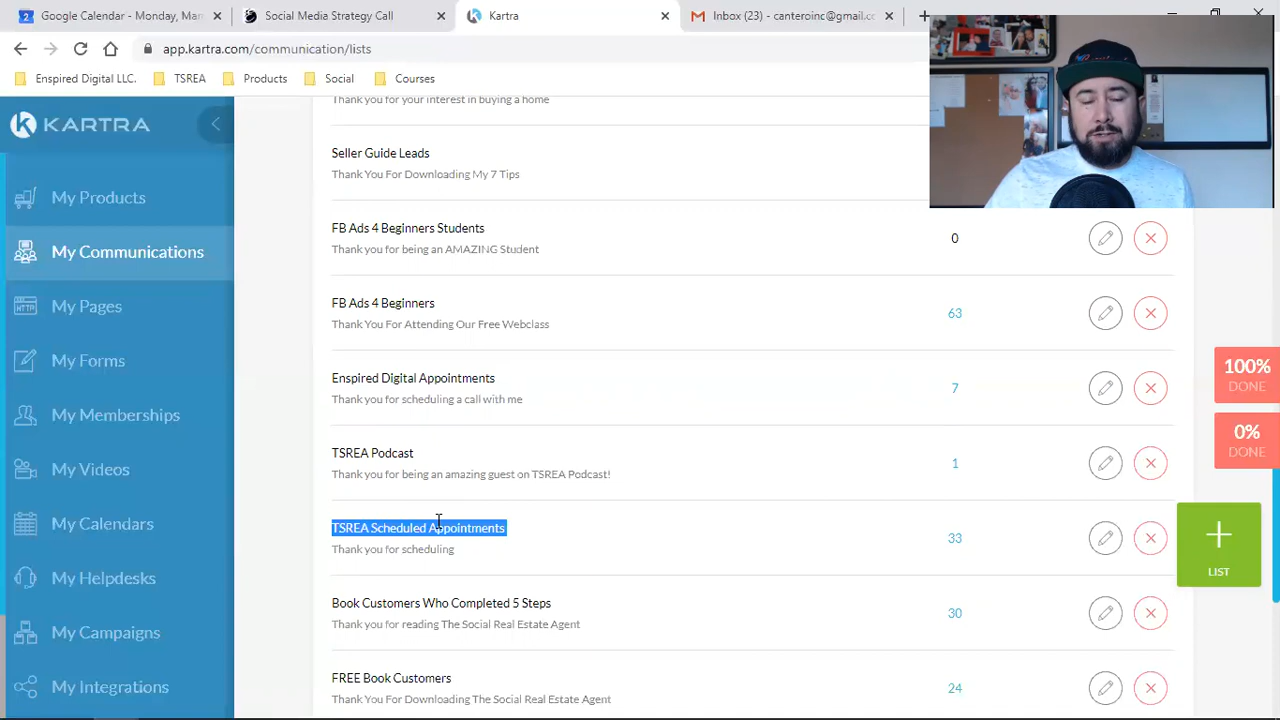 Google Calendar - Monday, Mar
Social Media Strategy Call
Kartra
Inbox (23) - canteroinc@gmail.co
app.kartra.com/communication/lists
Enspired Digital LLC.
TSREA
Products
Social
Courses
KARTRA
My Products
My Communications
My Pages
My Forms
My Memberships
My Videos
My Calendars
My Helpdesks
My Campaigns
My Integrations
Thank you for your interest in buying a home
Seller Guide Leads
Thank You For Downloading My 7 Tips
FB Ads 4 Beginners Students
Thank you for being an AMAZING Student
0
FB Ads 4 Beginners
Thank You For Attending Our Free Webclass
63
Enspired Digital Appointments
Thank you for scheduling a call with me
7
TSREA Podcast
Thank you for being an amazing guest on TSREA Podcast!
1
TSREA Scheduled Appointments
Thank you for scheduling
33
Book Customers Who Completed 5 Steps
Thank you for reading The Social Real Estate Agent
30
FREE Book Customers
Thank You For Downloading The Social Real Estate Agent
24
100%
DONE
0%
DONE
LIST